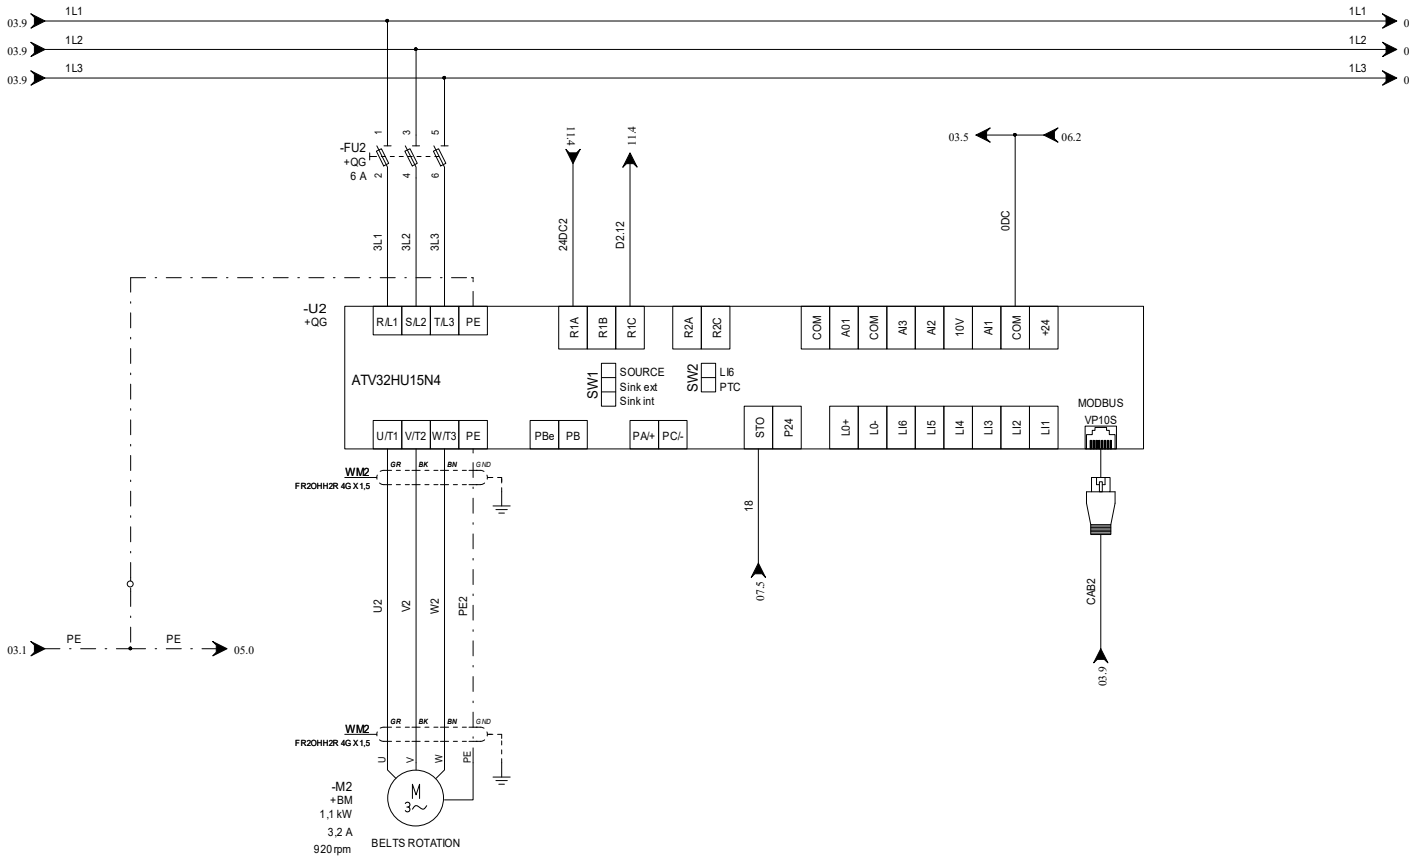 1L1
1L1
03.9
0
1L2
1L2
03.9
0
1L3
1L3
03.9
0
1
3
5
11.4
11.4
03.5
06.2
-FU2
+QG
6 A
2
4
6
3L1
3L2
3L3
24DC2
D2.12
0DC
-U2
+QG
R/L1
S/L2
T/L3
PE
R1A
R1B
R1C
R2A
R2C
COM
A01
COM
AI3
AI2
10V
AI1
COM
+24
ATV32HU15N4
SW1
SOURCE
Sink ext
Sink int
SW2
LI6
PTC
MODBUS
VP10S
U/T1
V/T2
W/T3
PE
PBe
PB
PA/+
PC/-
STO
P24
L0+
L0-
LI6
LI5
LI4
LI3
LI2
LI1
WM2
FR2OHH2R 4G X 1,5
GR
BK
BN
GND
18
07.5
CAB2
03.9
U2
V2
W2
PE2
03.1
PE
PE
05.0
WM2
FR2OHH2R 4G X 1,5
GR
BK
BN
GND
U
V
W
PE
M
3
-M2
+BM
1,1 kW
3,2 A
920 rpm
BELTS ROTATION